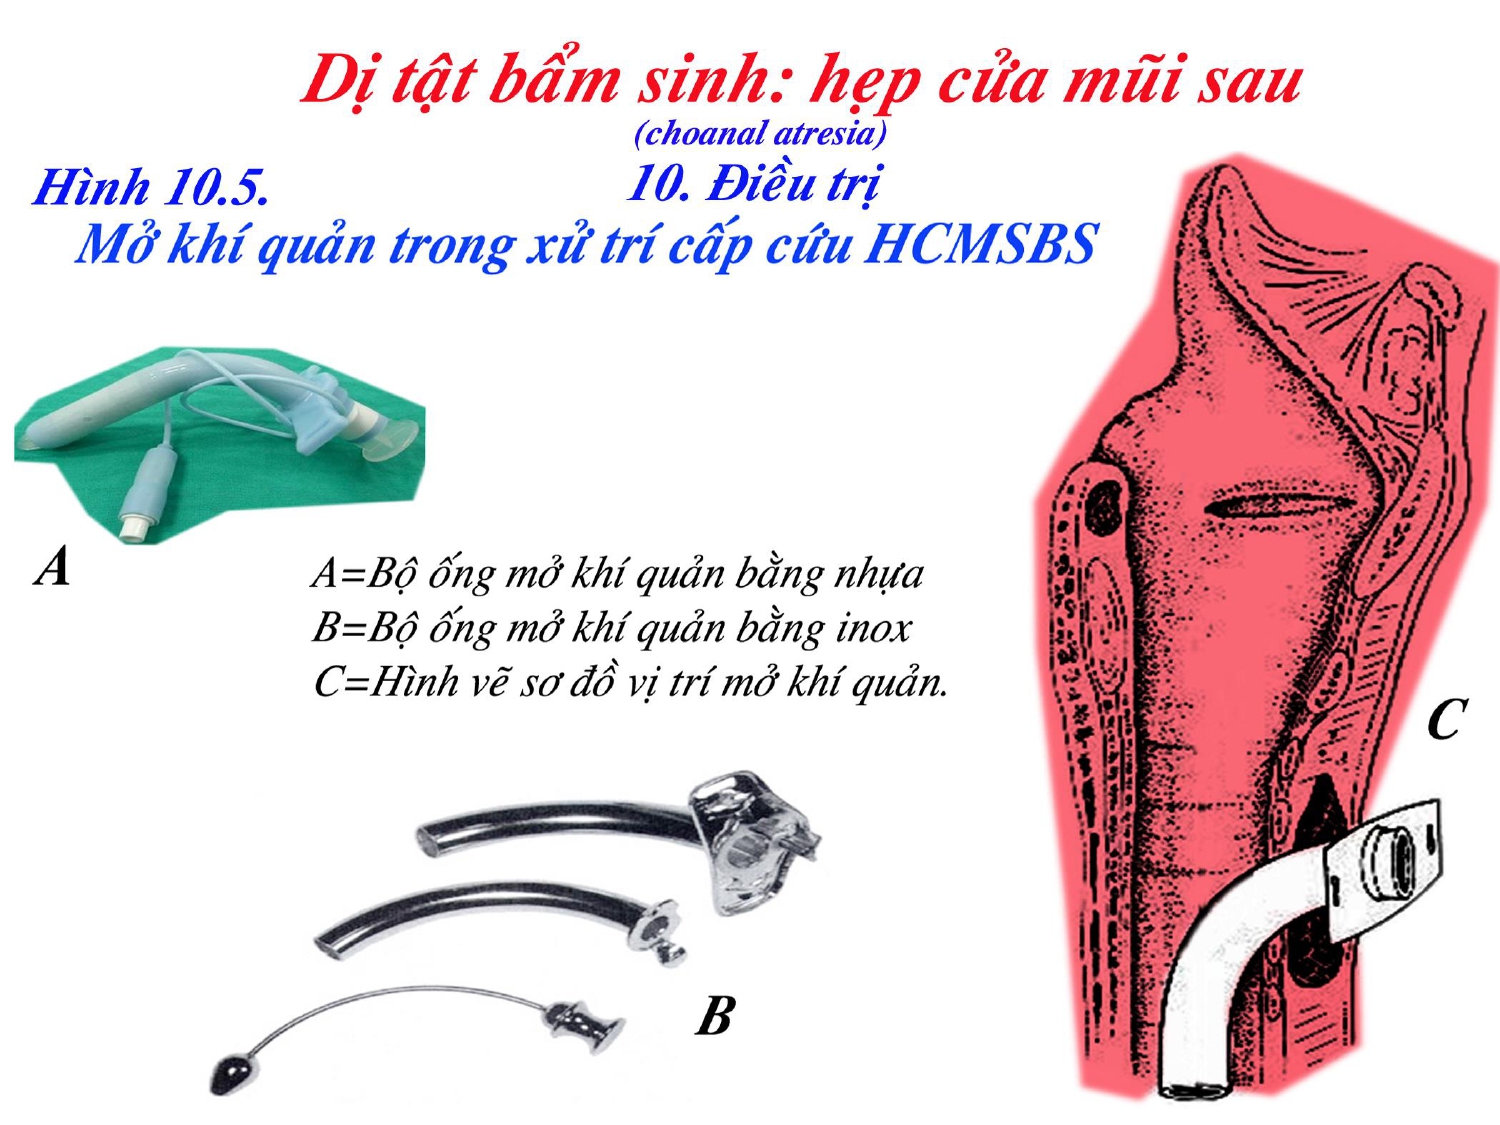 Dị tật bẩm sinh: hẹp cửa mũi sau
(choanal atresia)
Hình 10.5.
10. Điều trị
Mở khí quản trong xử trí cấp cứu HCMSBS
A
A=Bộ ống mở khí quản bằng nhựa
B=Bộ ống mở khí quản bằng inox
C=Hình vẽ sơ đồ vị trí mở khí quản.
C
B